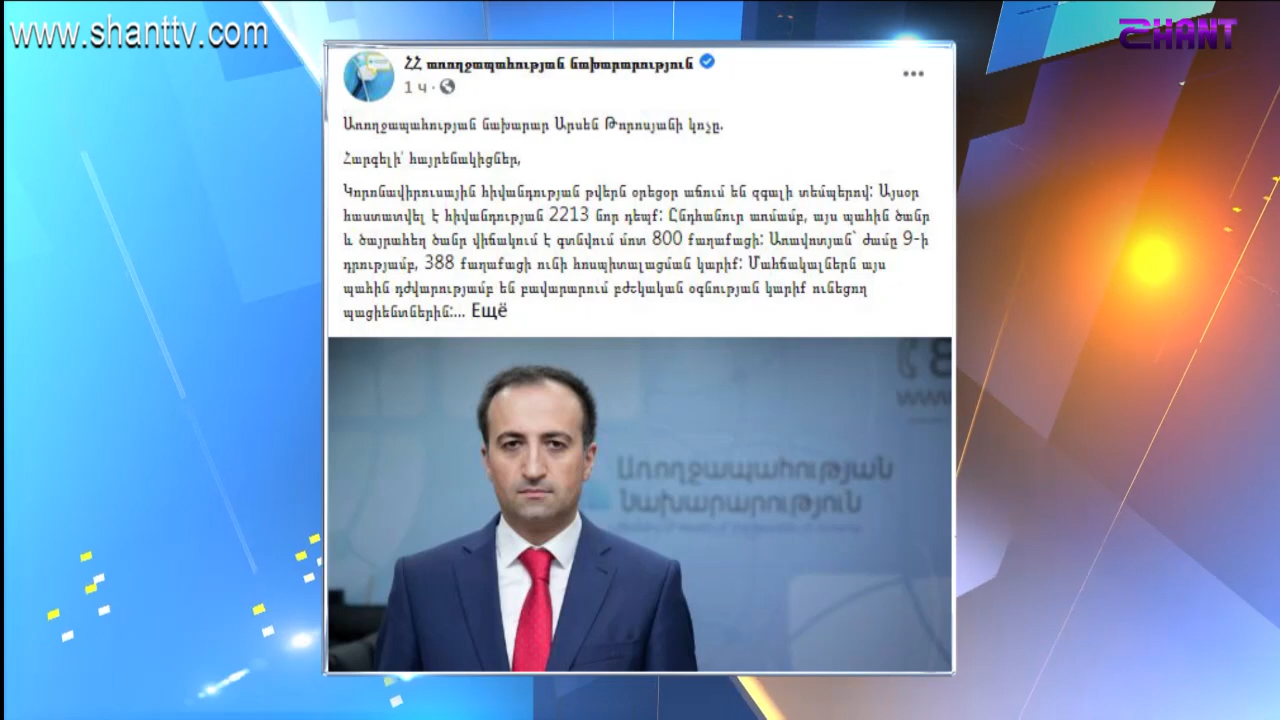 www.shanttv.com
SHANT
ՀՀ առողջապահության նախարարություն
1 ч ·
Առողջապահության նախարար Արսեն Թորոսյանի կոչը.
Հարգելի՛ հայրենակիցներ,
Կորոնավիրուսային հիվանդության թվերն օրեցօր աճում են զգալի տեմպերով: Այսօր
հաստատվել է հիվանդության 2213 նոր դեպք: Ընդհանուր առմամբ, այս պահին ծանր
և ծայրահեղ ծանր վիճակում է գտնվում մոտ 800 քաղաքացի: Առավոտյան՝ ժամը 9-ի
դրությամբ, 388 քաղաքացի ունի հոսպիտալացման կարիք: Մահճակալներն այս
պահին դժվարությամբ են բավարարում բժշկական օգնության կարիք ունեցող
պացիենտներին:... Ещё
8
www
Առողջապահության
Նախարարություն